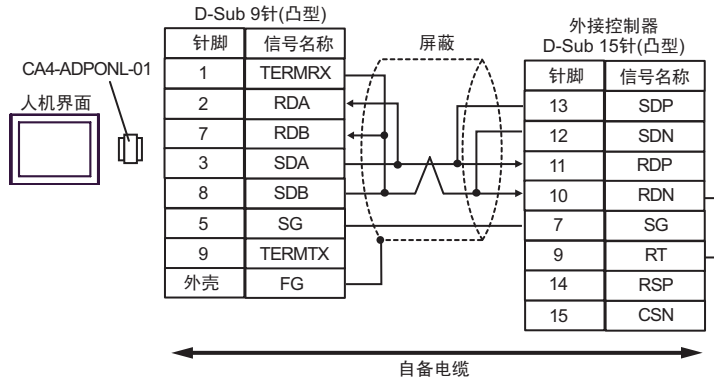 D-Sub 9针(凸型)
针脚 信号名称
1 TERMRX
2 RDA
7 RDB
3 SDA
8 SDB
5 SG
9 TERMTX
外壳 FG
CA4-ADPONL-01
人机界面
屏蔽
外接控制器
D-Sub 15针(凸型)
针脚 信号名称
13 SDP
12 SDN
11 RDP
10 RDN
7 SG
9 RT
14 RSP
15 CSN
自备电缆